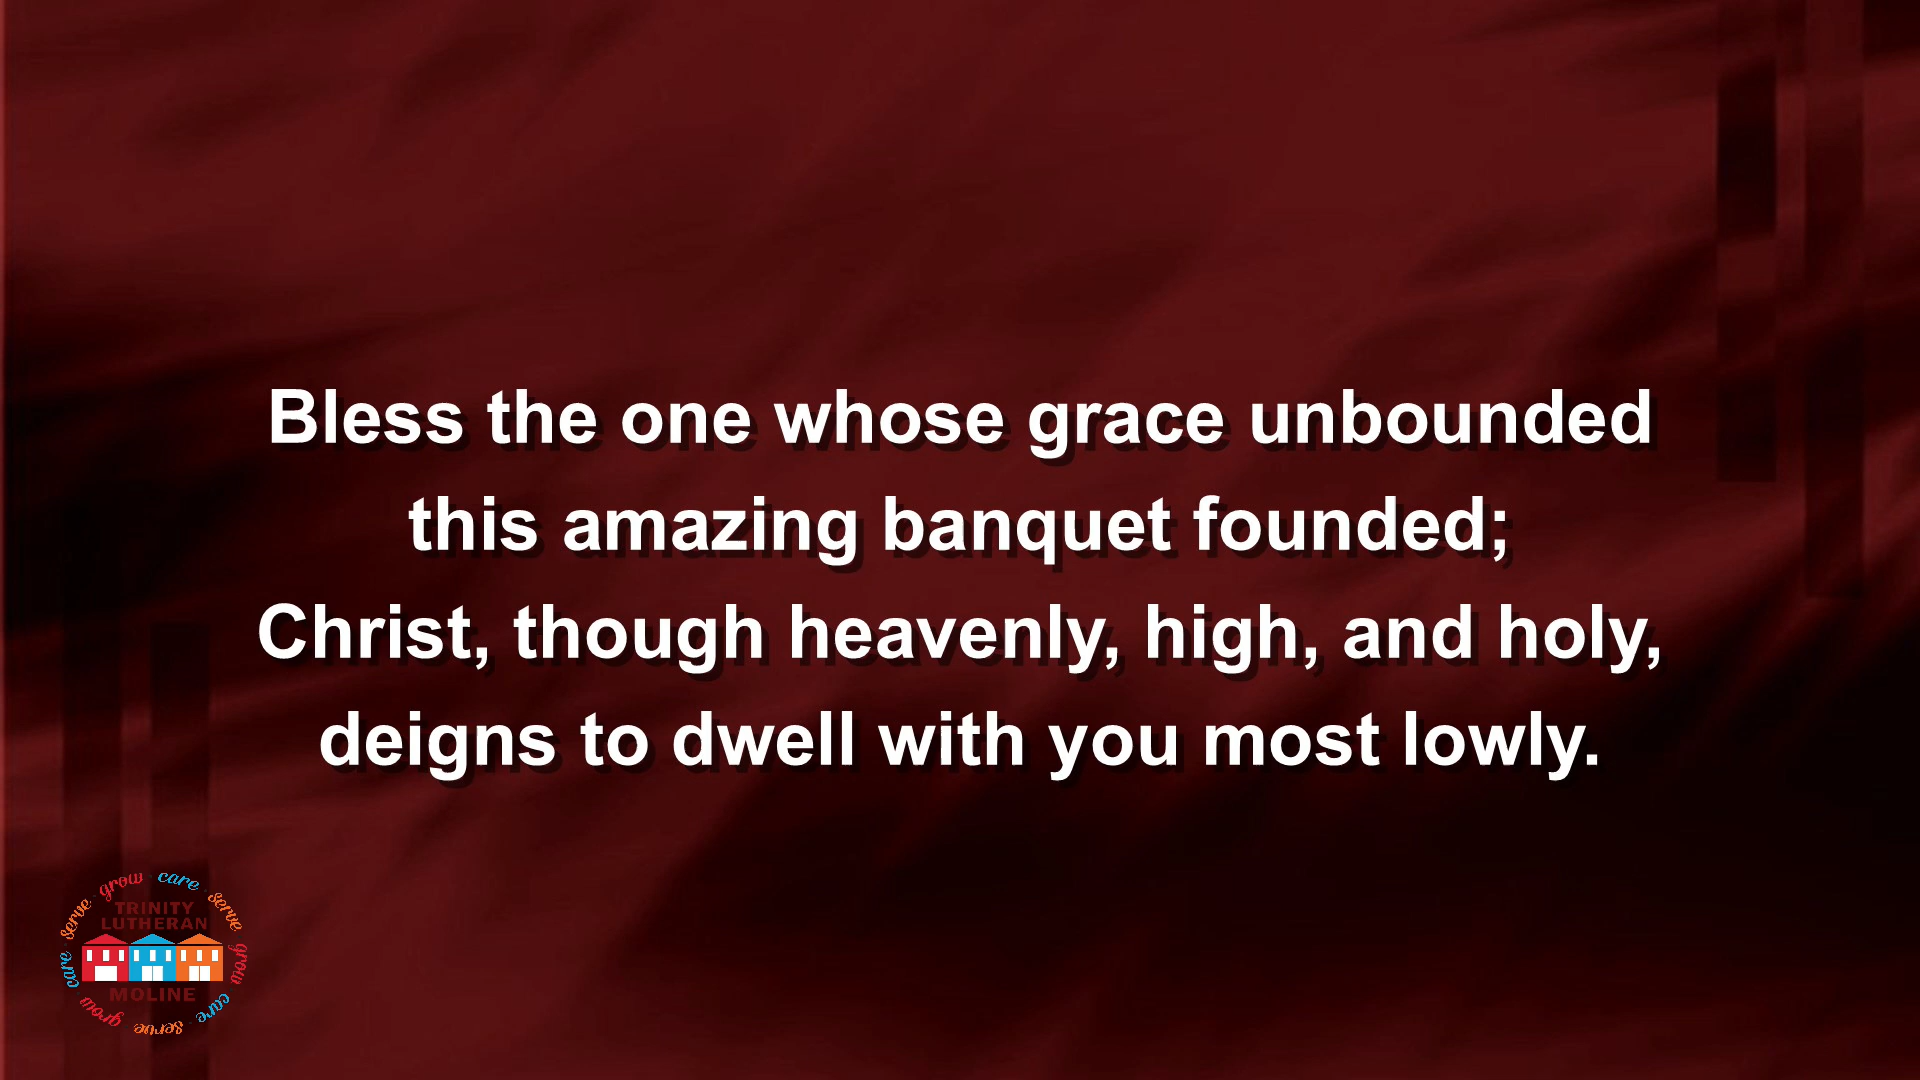 Bless the one whose grace unbounded
this amazing banquet founded;
Christ, though heavenly, high, and holy,
deigns to dwell with you most lowly.
grow · care · serve · grow · care · serve · grow · care · serve
TRINITY
LUTHERAN
MOLINE